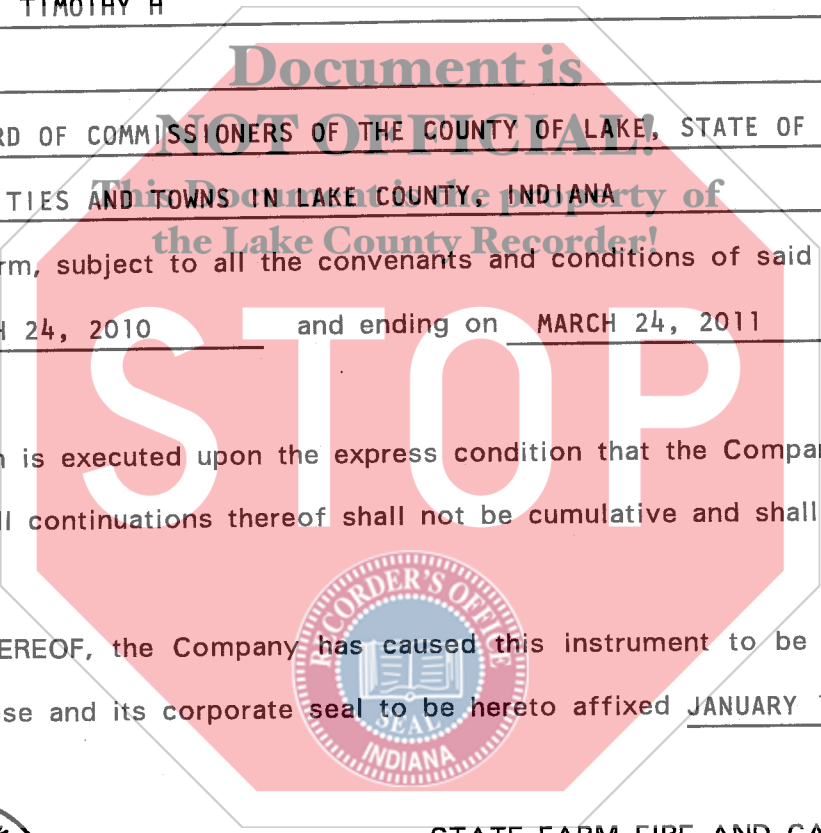 TIMOTHY H
Document is
RD OF COMMISSIONERS OF THE COUNTY OF LAKE, STATE OF
NOT OFFICIAL!
TIES AND TOWNS IN LAKE COUNTY, INDIANA
This Document is the property of
the Lake County Recorder!
rm, subject to all the convenants and conditions of said
H 24, 2010 and ending on MARCH 24, 2011
STOP
n is executed upon the express condition that the Compa
ll continuations thereof shall not be cumulative and shall
RECORDER'S OFFICE
EREOF, the Company has caused this instrument to be
se and its corporate seal to be hereto affixed JANUARY
SEAL
INDIANA
STATE FARM FIRE AND CA